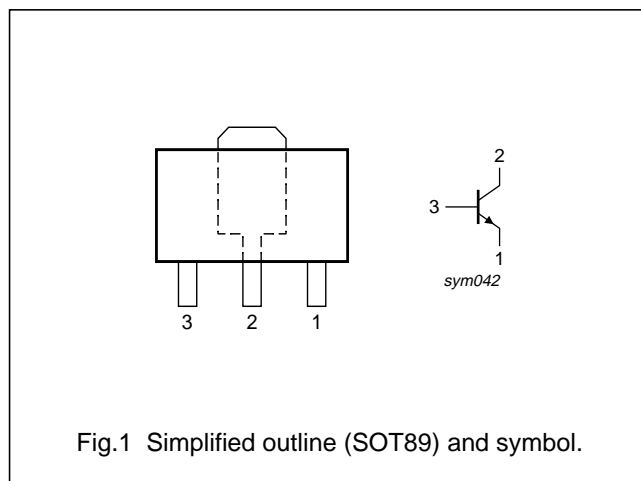 2
3
1
sym042
3 2 1
Fig.1 Simplified outline (SOT89) and symbol.